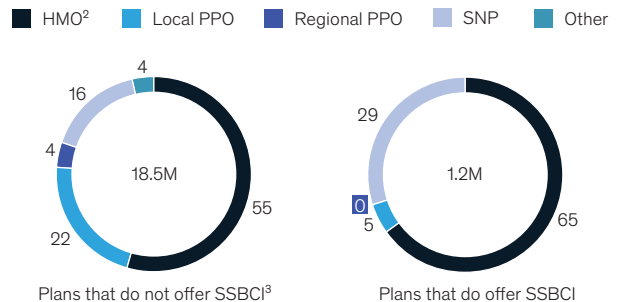 HMO² Local PPO Regional PPO SNP Other
4
16
4
18.5M
55
22
Plans that do not offer SSBCI³
29
1.2M
0
5
65
Plans that do offer SSBCI